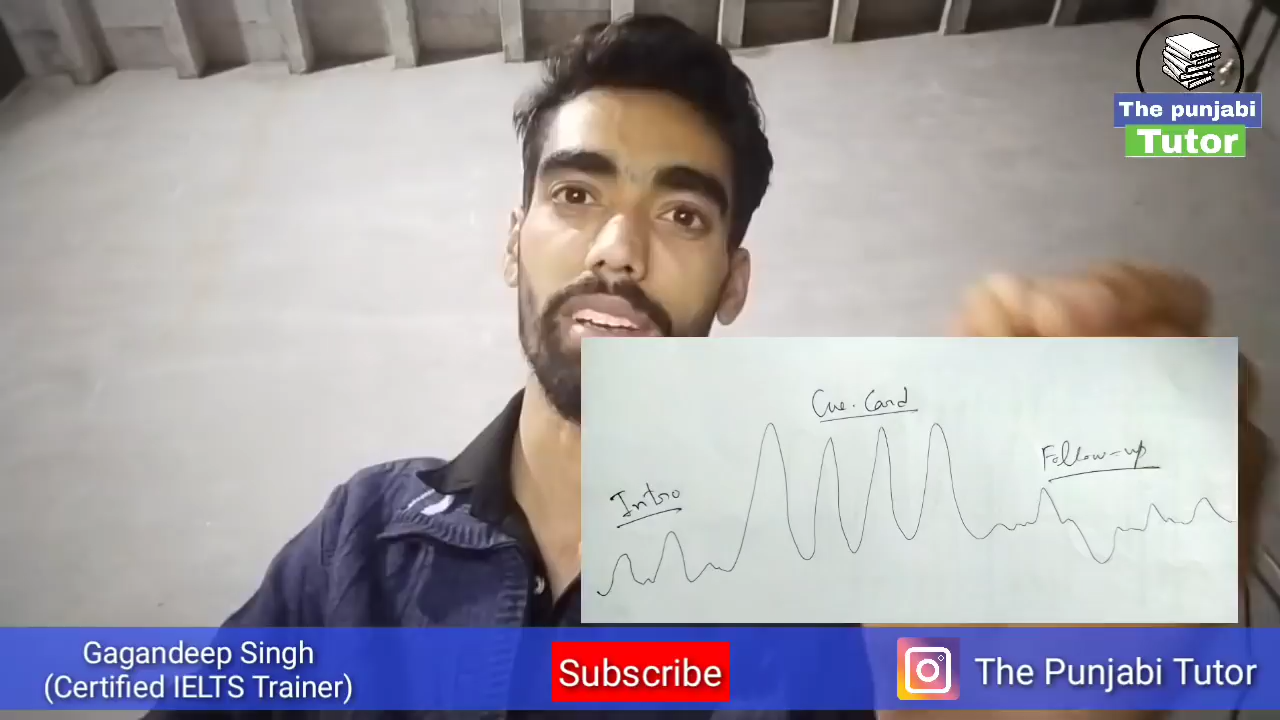 The punjabi
Tutor
Cue. Card
Follow-up
Intro
Gagandeep Singh
(Certified IELTS Trainer)
Subscribe
The Punjabi Tutor